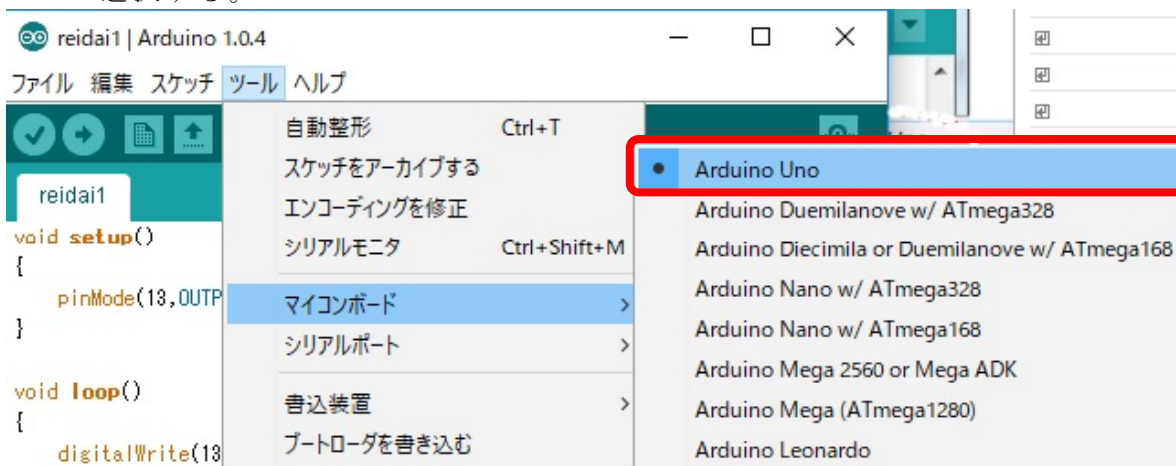 選択する。
reidai1 | Arduino 1.0.4
ファイル 編集 スケッチ ツール ヘルプ
自動整形 Ctrl+T
スケッチをアーカイブする
エンコーディングを修正
シリアルモニタ Ctrl+Shift+M
マイコンボード
シリアルポート
書込装置
ブートローダを書き込む
reidai1
void setup()
{
pinMode(13,OUTP
}
void loop()
{
digitalWrite(13
Arduino Uno
Arduino Duemilanove w/ ATmega328
Arduino Diecimila or Duemilanove w/ ATmega168
Arduino Nano w/ ATmega328
Arduino Nano w/ ATmega168
Arduino Mega 2560 or Mega ADK
Arduino Mega (ATmega1280)
Arduino Leonardo